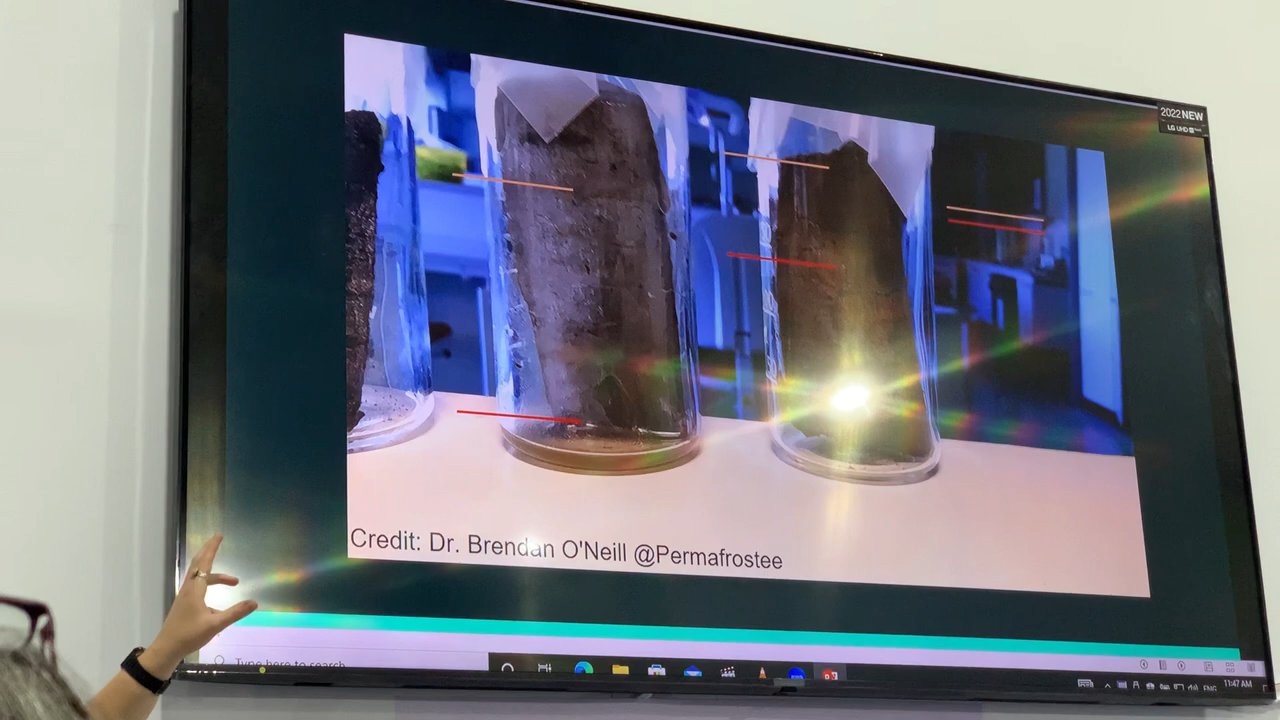 2022 NEW
LG UHD
Credit: Dr. Brendan O'Neill @Permafrostee
Type here to search
ENG
11:47 AM